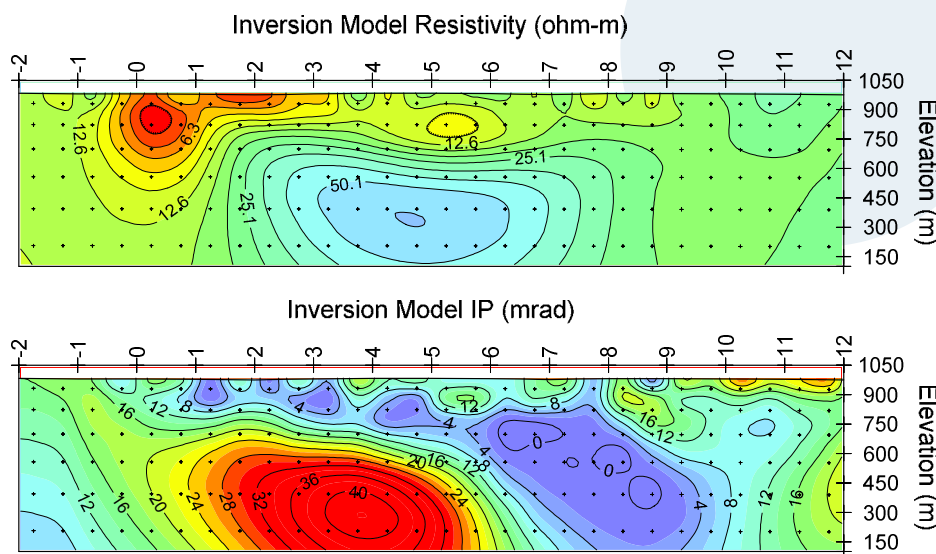 Inversion Model Resistivity (ohm-m)
-2 -1 0 1 2 3 4 5 6 7 8 9 10 11 12
1050
900
750
600
450
300
150
Elevation (m)
12.6
6.3
12.6
12.6
25.1
25.1
50.1
Inversion Model IP (mrad)
-2 -1 0 1 2 3 4 5 6 7 8 9 10 11 12
1050
900
750
600
450
300
150
Elevation (m)
16 12 8 4 12 8 16 12
4 4 0 0
20 16 12 8
12 16 20 24 28 32 36 40 24
4 8 12 16